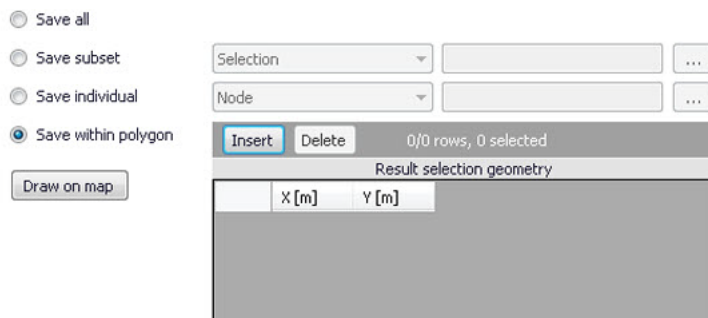 Save all
Save subset Selection ...
Save individual Node ...
Save within polygon Insert Delete 0/0 rows, 0 selected
Result selection geometry
Draw on map
X [m] Y [m]